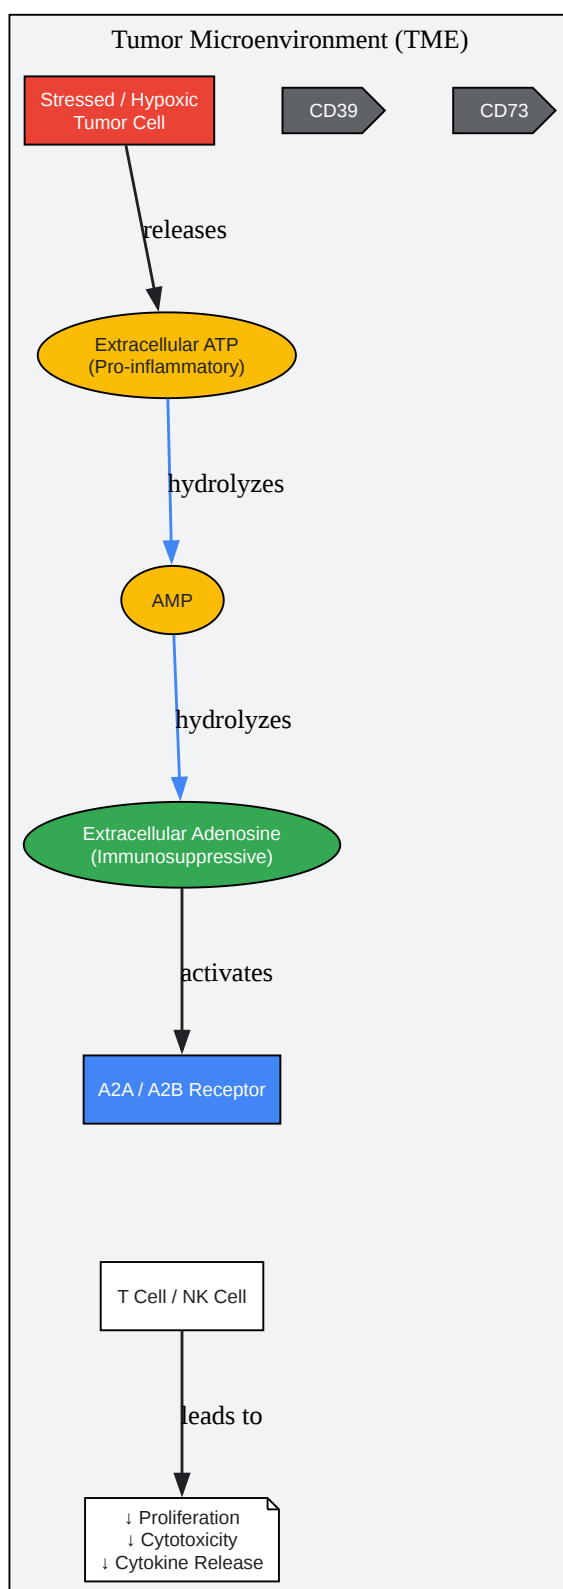 Tumor Microenvironment (TME)
Stressed / Hypoxic
Tumor Cell
CD39
CD73
releases
Extracellular ATP
(Pro-inflammatory)
hydrolyzes
AMP
hydrolyzes
Extracellular Adenosine
(Immunosuppressive)
activates
A2A / A2B Receptor
T Cell / NK Cell
leads to
↓ Proliferation
↓ Cytotoxicity
↓ Cytokine Release